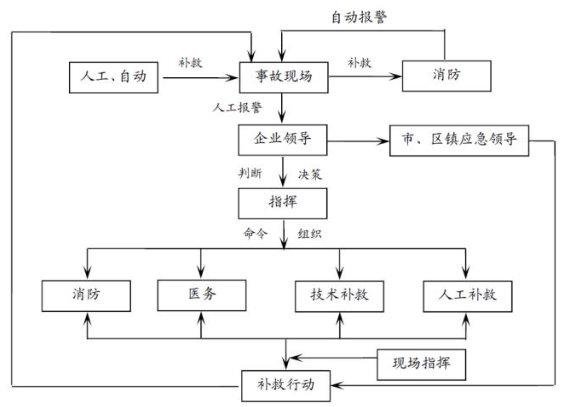 自动报警
人工、自动
补救
事故现场
补救
消防
人工报警
企业领导
市、区镇应急领导
判断
决策
指挥
命令
组织
消防
医务
技术补救
人工补救
现场指挥
补救行动